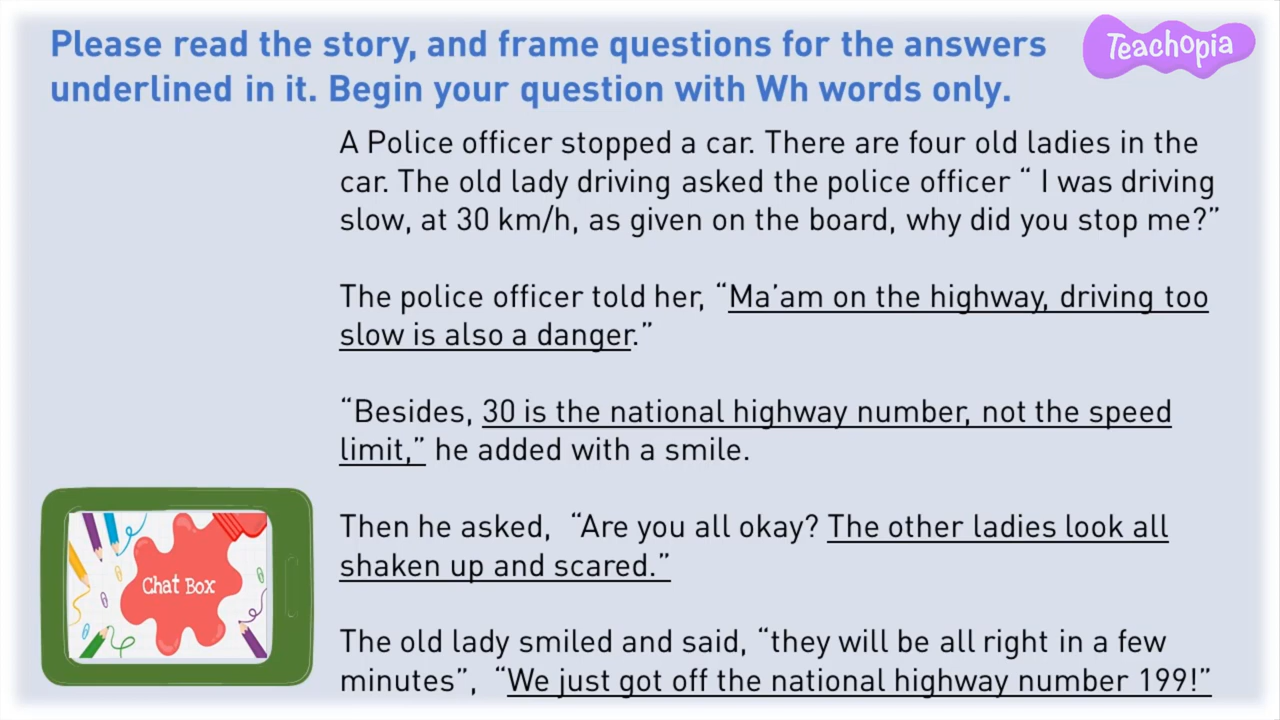 Please read the story, and frame questions for the answers
underlined in it. Begin your question with Wh words only.
Teachopia
A Police officer stopped a car. There are four old ladies in the
car. The old lady driving asked the police officer “ I was driving
slow, at 30 km/h, as given on the board, why did you stop me?”
The police officer told her, “Ma’am on the highway, driving too
slow is also a danger.”
“Besides, 30 is the national highway number, not the speed
limit,” he added with a smile.
Then he asked, “Are you all okay? The other ladies look all
shaken up and scared.”
Chat Box
The old lady smiled and said, “they will be all right in a few
minutes”, “We just got off the national highway number 199!”